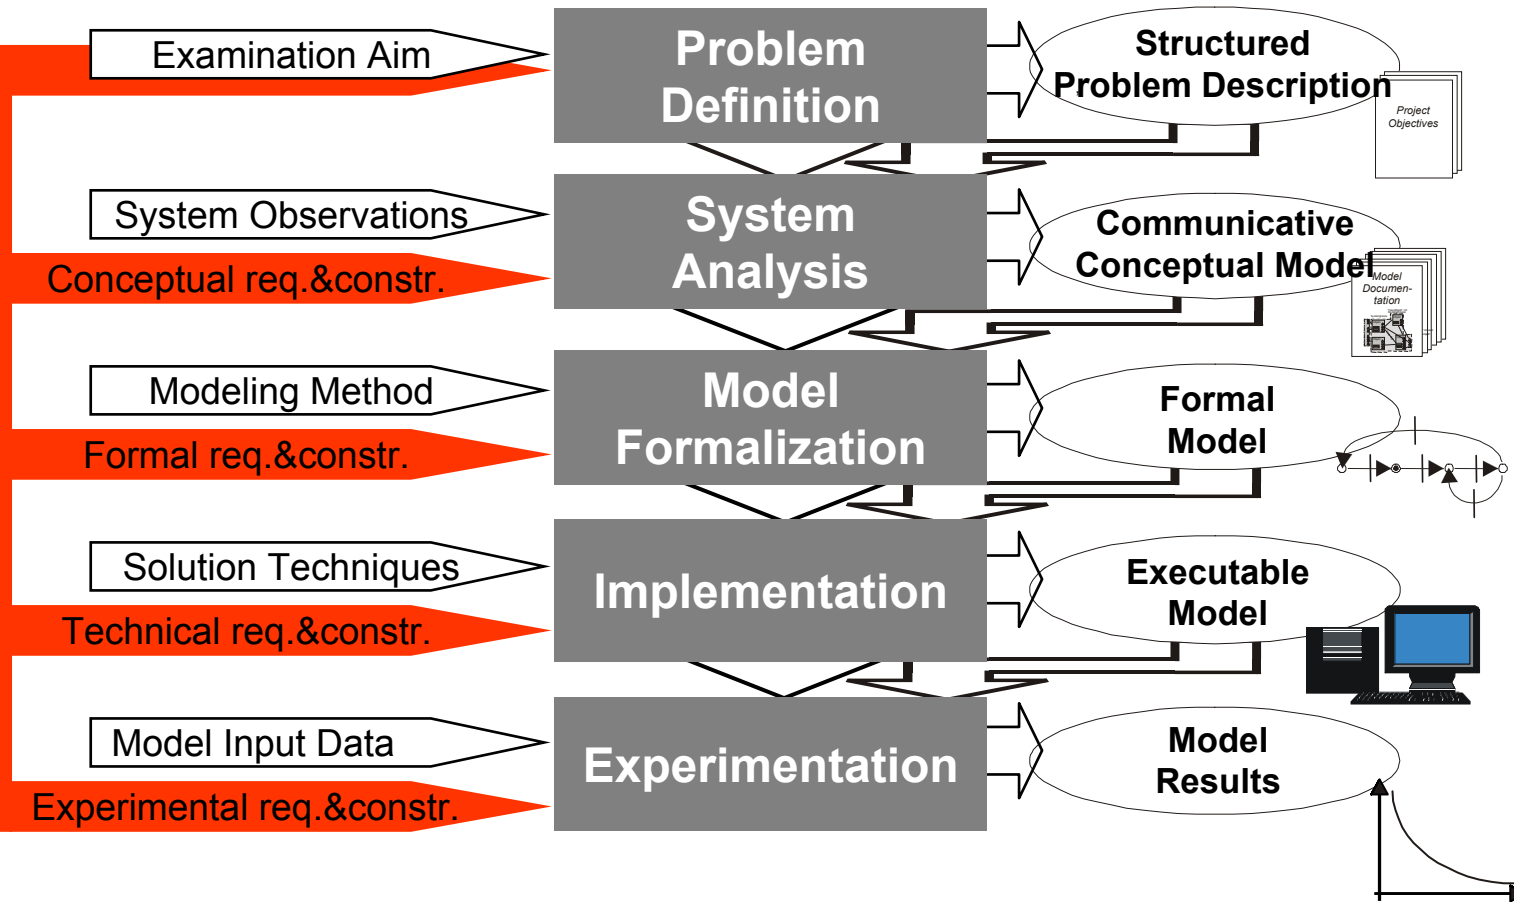 Examination Aim
Problem
Definition
Structured
Problem Description
Project
Objectives
System Observations
Conceptual req.&constr.
System
Analysis
Communicative
Conceptual Model
Model
Documen-
tation
Modeling Method
Formal req.&constr.
Model
Formalization
Formal
Model
Solution Techniques
Technical req.&constr.
Implementation
Executable
Model
Model Input Data
Experimental req.&constr.
Experimentation
Model
Results